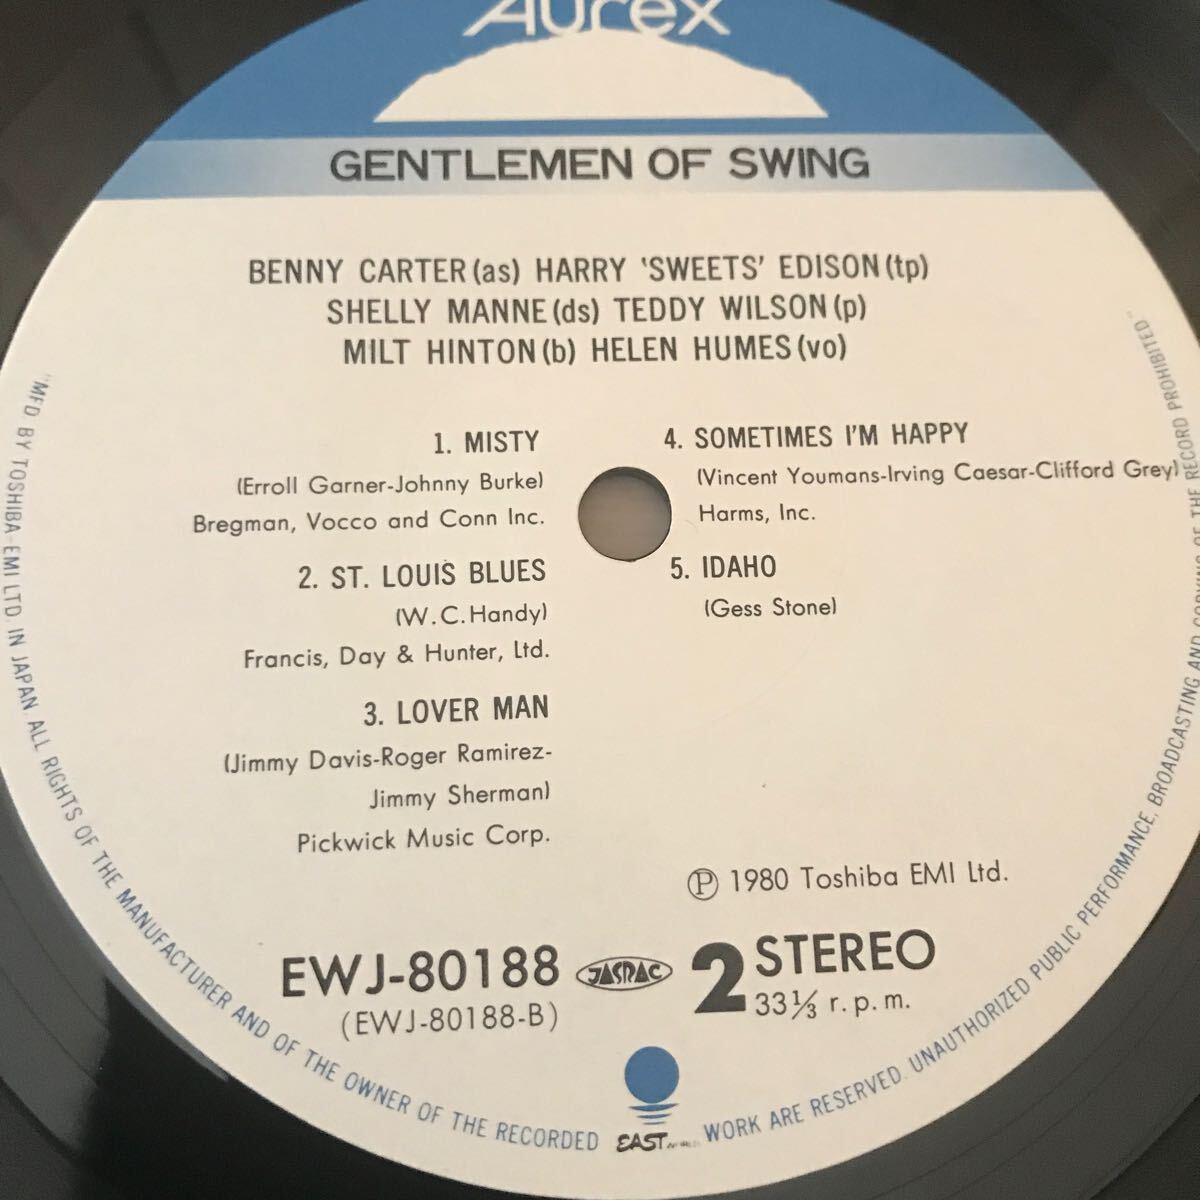 Aurex
GENTLEMEN OF SWING
BENNY CARTER(as) HARRY 'SWEETS' EDISON(tp)
SHELLY MANNE(ds) TEDDY WILSON(p)
MILT HINTON(b) HELEN HUMES(vo)
1. MISTY
(Erroll Garner-Johnny Burke)
Bregman, Vocco and Conn Inc.
2. ST. LOUIS BLUES
(W.C.Handy)
Francis, Day & Hunter, Ltd.
3. LOVER MAN
(Jimmy Davis-Roger Ramirez-
Jimmy Sherman)
Pickwick Music Corp.
4. SOMETIMES I'M HAPPY
(Vincent Youmans-Irving Caesar-Clifford Grey)
Harms, Inc.
5. IDAHO
(Gess Stone)
Ⓟ 1980 Toshiba EMI Ltd.
EWJ-80188 JASRAC 2 STEREO
(EWJ-80188-B) 33⅓ r.p.m.
EAST
"MFD BY TOSHIBA-EMI LTD. IN JAPAN ALL RIGHTS OF THE MANUFACTURER AND OF THE OWNER OF THE RECORDED WORK ARE RESERVED. UNAUTHORIZED PUBLIC PERFORMANCE, BROADCASTING AND COPYING OF THE RECORD PROHIBITED"